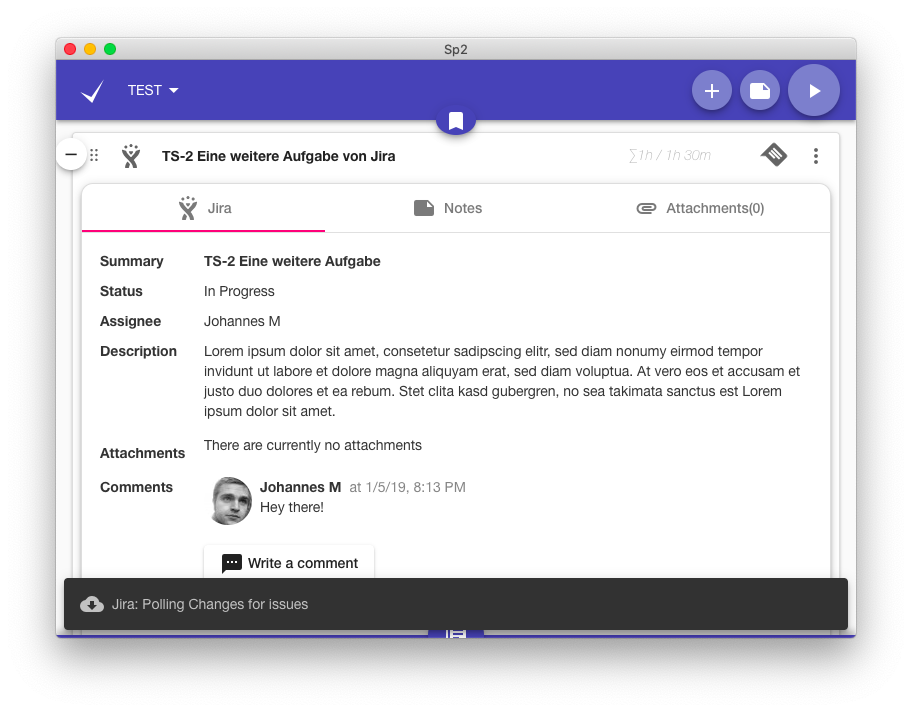 Sp2
TEST
TS-2 Eine weitere Aufgabe von Jira
∑1h / 1h 30m
Jira
Notes
Attachments(0)
Summary TS-2 Eine weitere Aufgabe
Status In Progress
Assignee Johannes M
Description Lorem ipsum dolor sit amet, consetetur sadipscing elitr, sed diam nonumy eirmod tempor
invidunt ut labore et dolore magna aliquyam erat, sed diam voluptua. At vero eos et accusam et
justo duo dolores et ea rebum. Stet clita kasd gubergren, no sea takimata sanctus est Lorem
ipsum dolor sit amet.
Attachments There are currently no attachments
Comments Johannes M at 1/5/19, 8:13 PM
Hey there!
Write a comment
Jira: Polling Changes for issues